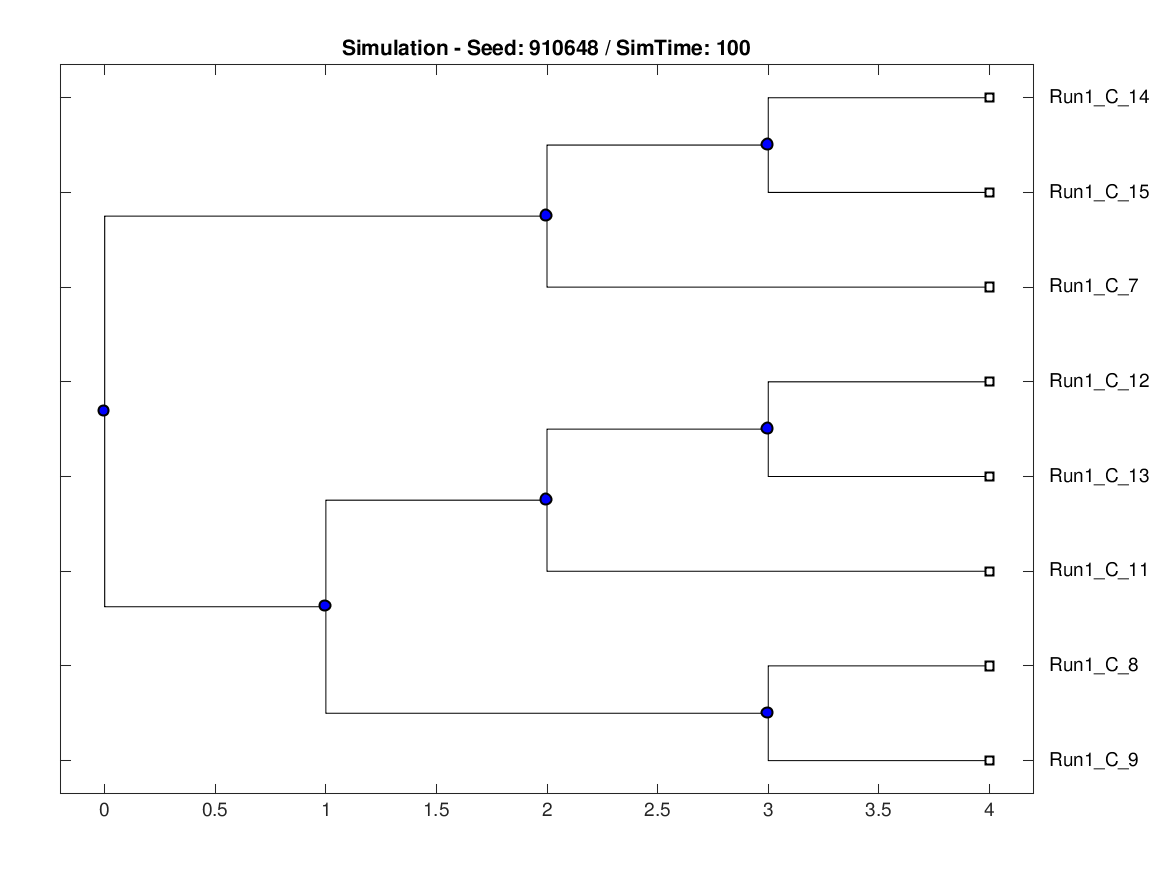 Simulation - Seed: 910648 / SimTime: 100
Run1_C_14
Run1_C_15
Run1_C_7
Run1_C_12
Run1_C_13
Run1_C_11
Run1_C_8
Run1_C_9
0 0.5 1 1.5 2 2.5 3 3.5 4